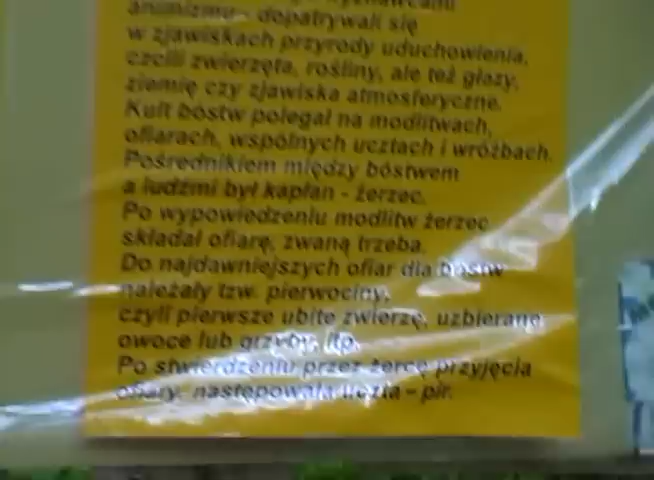 animizmu - dopatrywali się
w zjawiskach przyrody uduchowienia,
czcili zwierzęta, rośliny, ale też głazy,
ziemię czy zjawiska atmosferyczne.
Kult bóstw polegał na modlitwach,
ofiarach, wspólnych ucztach i wróżbach.
Pośrednikiem między bóstwem
a ludźmi był kapłan - żerzec.
Po wypowiedzeniu modlitw żerzec
składał ofiarę, zwaną trzeba.
Do najdawniejszych ofiar dla bóstw
należały tzw. pierwociny,
czyli pierwsze ubite zwierzę, uzbierane
owoce lub grzyby, itp.
Po stwierdzeniu przez żercę przyjęcia
ofiary, następowała uczta – pir.